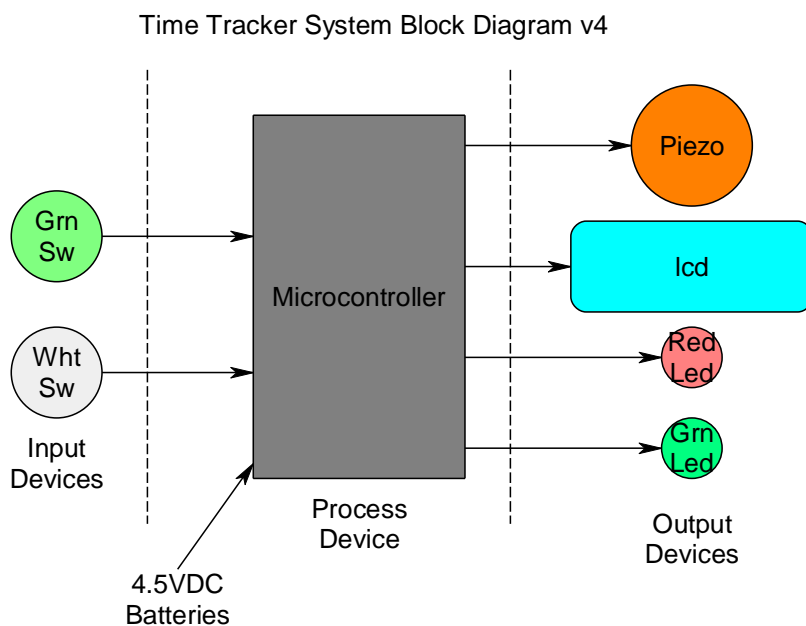 Time Tracker System Block Diagram v4
Grn
Sw
Wht
Sw
Input
Devices
4.5VDC
Batteries
Microcontroller
Process
Device
Piezo
lcd
Red
Led
Grn
Led
Output
Devices